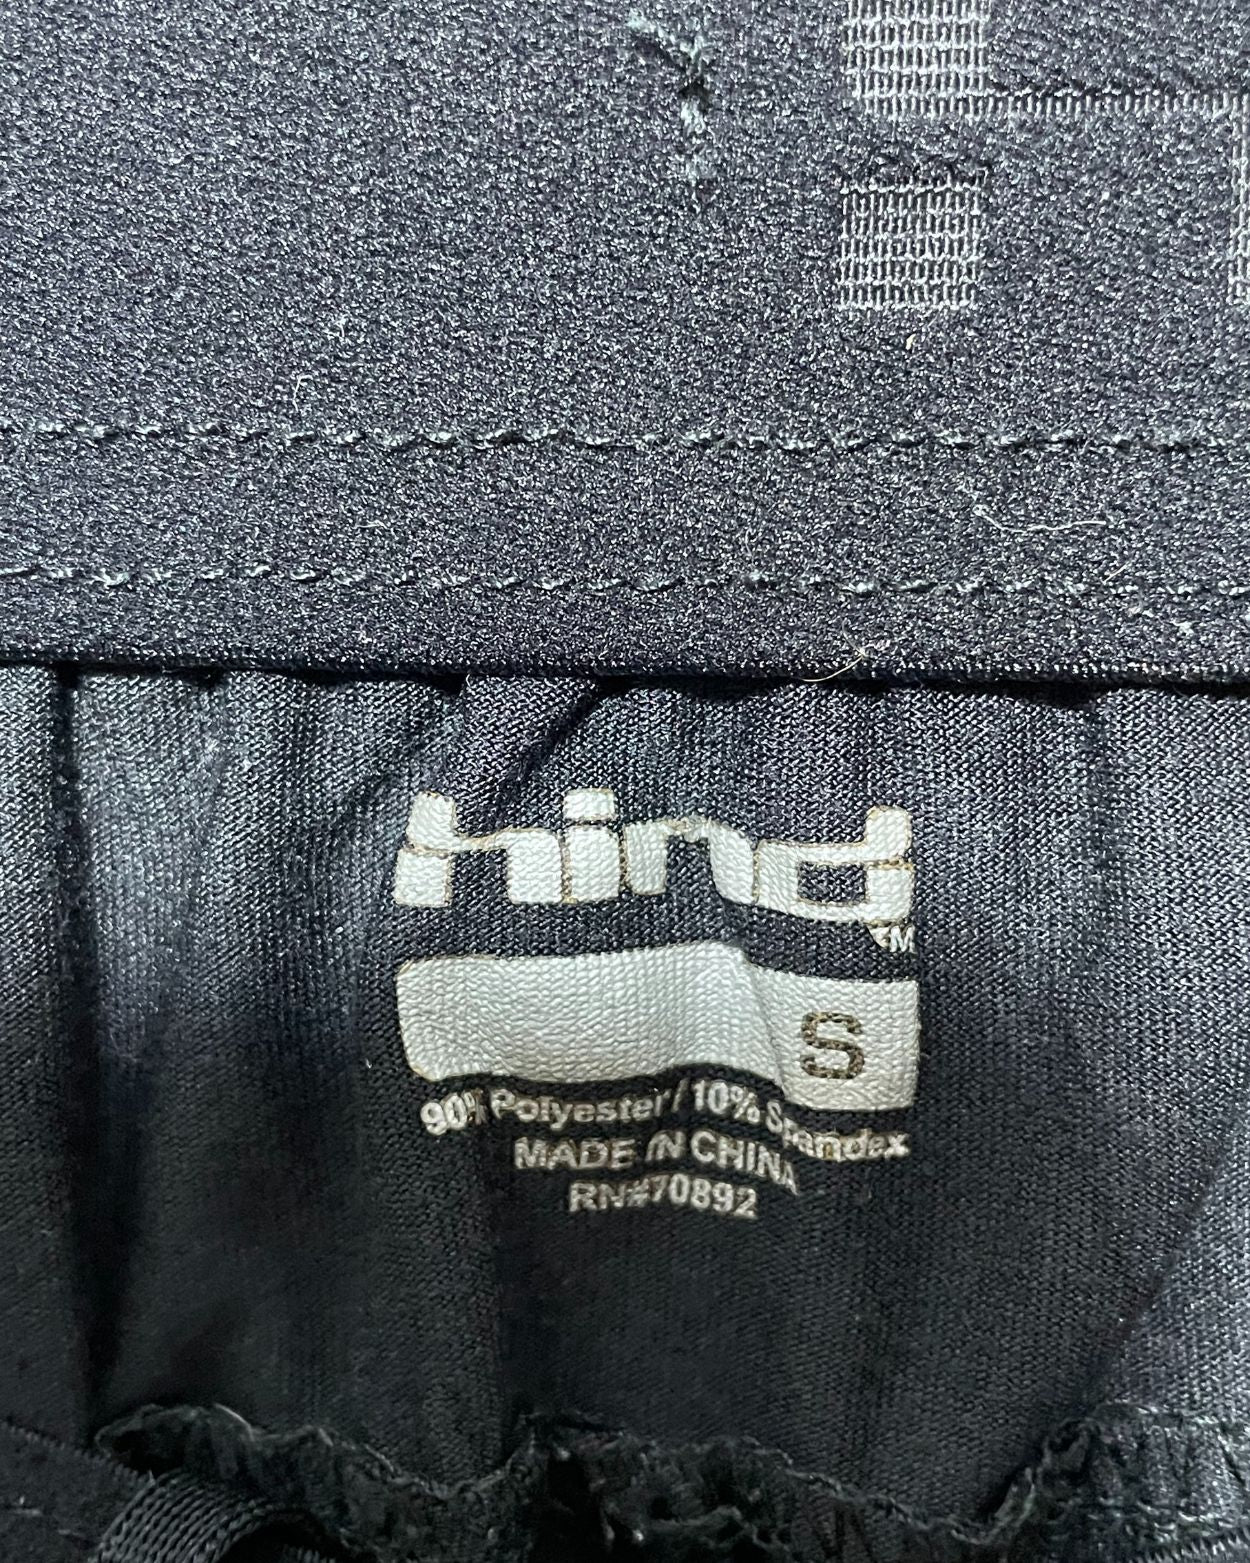 hind
TM
S
90% Polyester / 10% Spandex
MADE IN CHINA
RN#70892